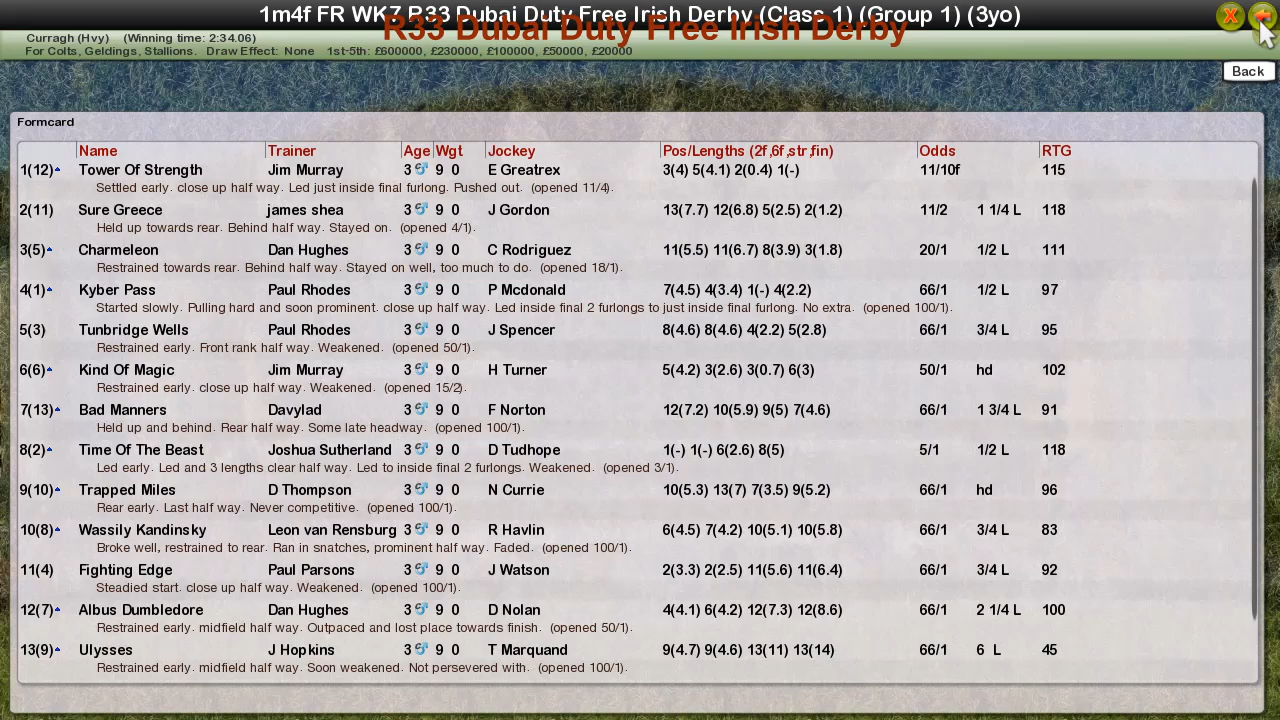 1m4f FR WK7 R33 Dubai Duty Free Irish Derby (Class 1) (Group 1) (3yo)
R33 Dubai Duty Free Irish Derby
X
Curragh (Hvy) (Winning time: 2:34.06)
For Colts, Geldings, Stallions. Draw Effect: None 1st-5th: £600000, £230000, £100000, £50000, £20000
Back
Formcard
Name Trainer Age Wgt Jockey Pos/Lengths (2f,6f,str,fin) Odds RTG
1(12) Tower Of Strength Jim Murray 3 9 0 E Greatrex 3(4) 5(4.1) 2(0.4) 1(-) 11/10f 115
Settled early. close up half way. Led just inside final furlong. Pushed out. (opened 11/4).
2(11) Sure Greece james shea 3 9 0 J Gordon 13(7.7) 12(6.8) 5(2.5) 2(1.2) 11/2 1 1/4 L 118
Held up towards rear. Behind half way. Stayed on. (opened 4/1).
3(5) Charmeleon Dan Hughes 3 9 0 C Rodriguez 11(5.5) 11(6.7) 8(3.9) 3(1.8) 20/1 1/2 L 111
Restrained towards rear. Behind half way. Stayed on well, too much to do. (opened 18/1).
4(1) Kyber Pass Paul Rhodes 3 9 0 P Mcdonald 7(4.5) 4(3.4) 1(-) 4(2.2) 66/1 1/2 L 97
Started slowly. Pulling hard and soon prominent. close up half way. Led inside final 2 furlongs to just inside final furlong. No extra. (opened 100/1).
5(3) Tunbridge Wells Paul Rhodes 3 9 0 J Spencer 8(4.6) 8(4.6) 4(2.2) 5(2.8) 66/1 3/4 L 95
Restrained early. Front rank half way. Weakened. (opened 50/1).
6(6) Kind Of Magic Jim Murray 3 9 0 H Turner 5(4.2) 3(2.6) 3(0.7) 6(3) 50/1 hd 102
Restrained early. close up half way. Weakened. (opened 15/2).
7(13) Bad Manners Davylad 3 9 0 F Norton 12(7.2) 10(5.9) 9(5) 7(4.6) 66/1 1 3/4 L 91
Held up and behind. Rear half way. Some late headway. (opened 100/1).
8(2) Time Of The Beast Joshua Sutherland 3 9 0 D Tudhope 1(-) 1(-) 6(2.6) 8(5) 5/1 1/2 L 118
Led early. Led and 3 lengths clear half way. Led to inside final 2 furlongs. Weakened. (opened 3/1).
9(10) Trapped Miles D Thompson 3 9 0 N Currie 10(5.3) 13(7) 7(3.5) 9(5.2) 66/1 hd 96
Rear early. Last half way. Never competitive. (opened 100/1).
10(8) Wassily Kandinsky Leon van Rensburg 3 9 0 R Havlin 6(4.5) 7(4.2) 10(5.1) 10(5.8) 66/1 3/4 L 83
Broke well, restrained to rear. Ran in snatches, prominent half way. Faded. (opened 100/1).
11(4) Fighting Edge Paul Parsons 3 9 0 J Watson 2(3.3) 2(2.5) 11(5.6) 11(6.4) 66/1 3/4 L 92
Steadied start. close up half way. Weakened. (opened 100/1).
12(7) Albus Dumbledore Dan Hughes 3 9 0 D Nolan 4(4.1) 6(4.2) 12(7.3) 12(8.6) 66/1 2 1/4 L 100
Restrained early. midfield half way. Outpaced and lost place towards finish. (opened 50/1).
13(9) Ulysses J Hopkins 3 9 0 T Marquand 9(4.7) 9(4.6) 13(11) 13(14) 66/1 6 L 45
Restrained early. midfield half way. Soon weakened. Not persevered with. (opened 100/1).